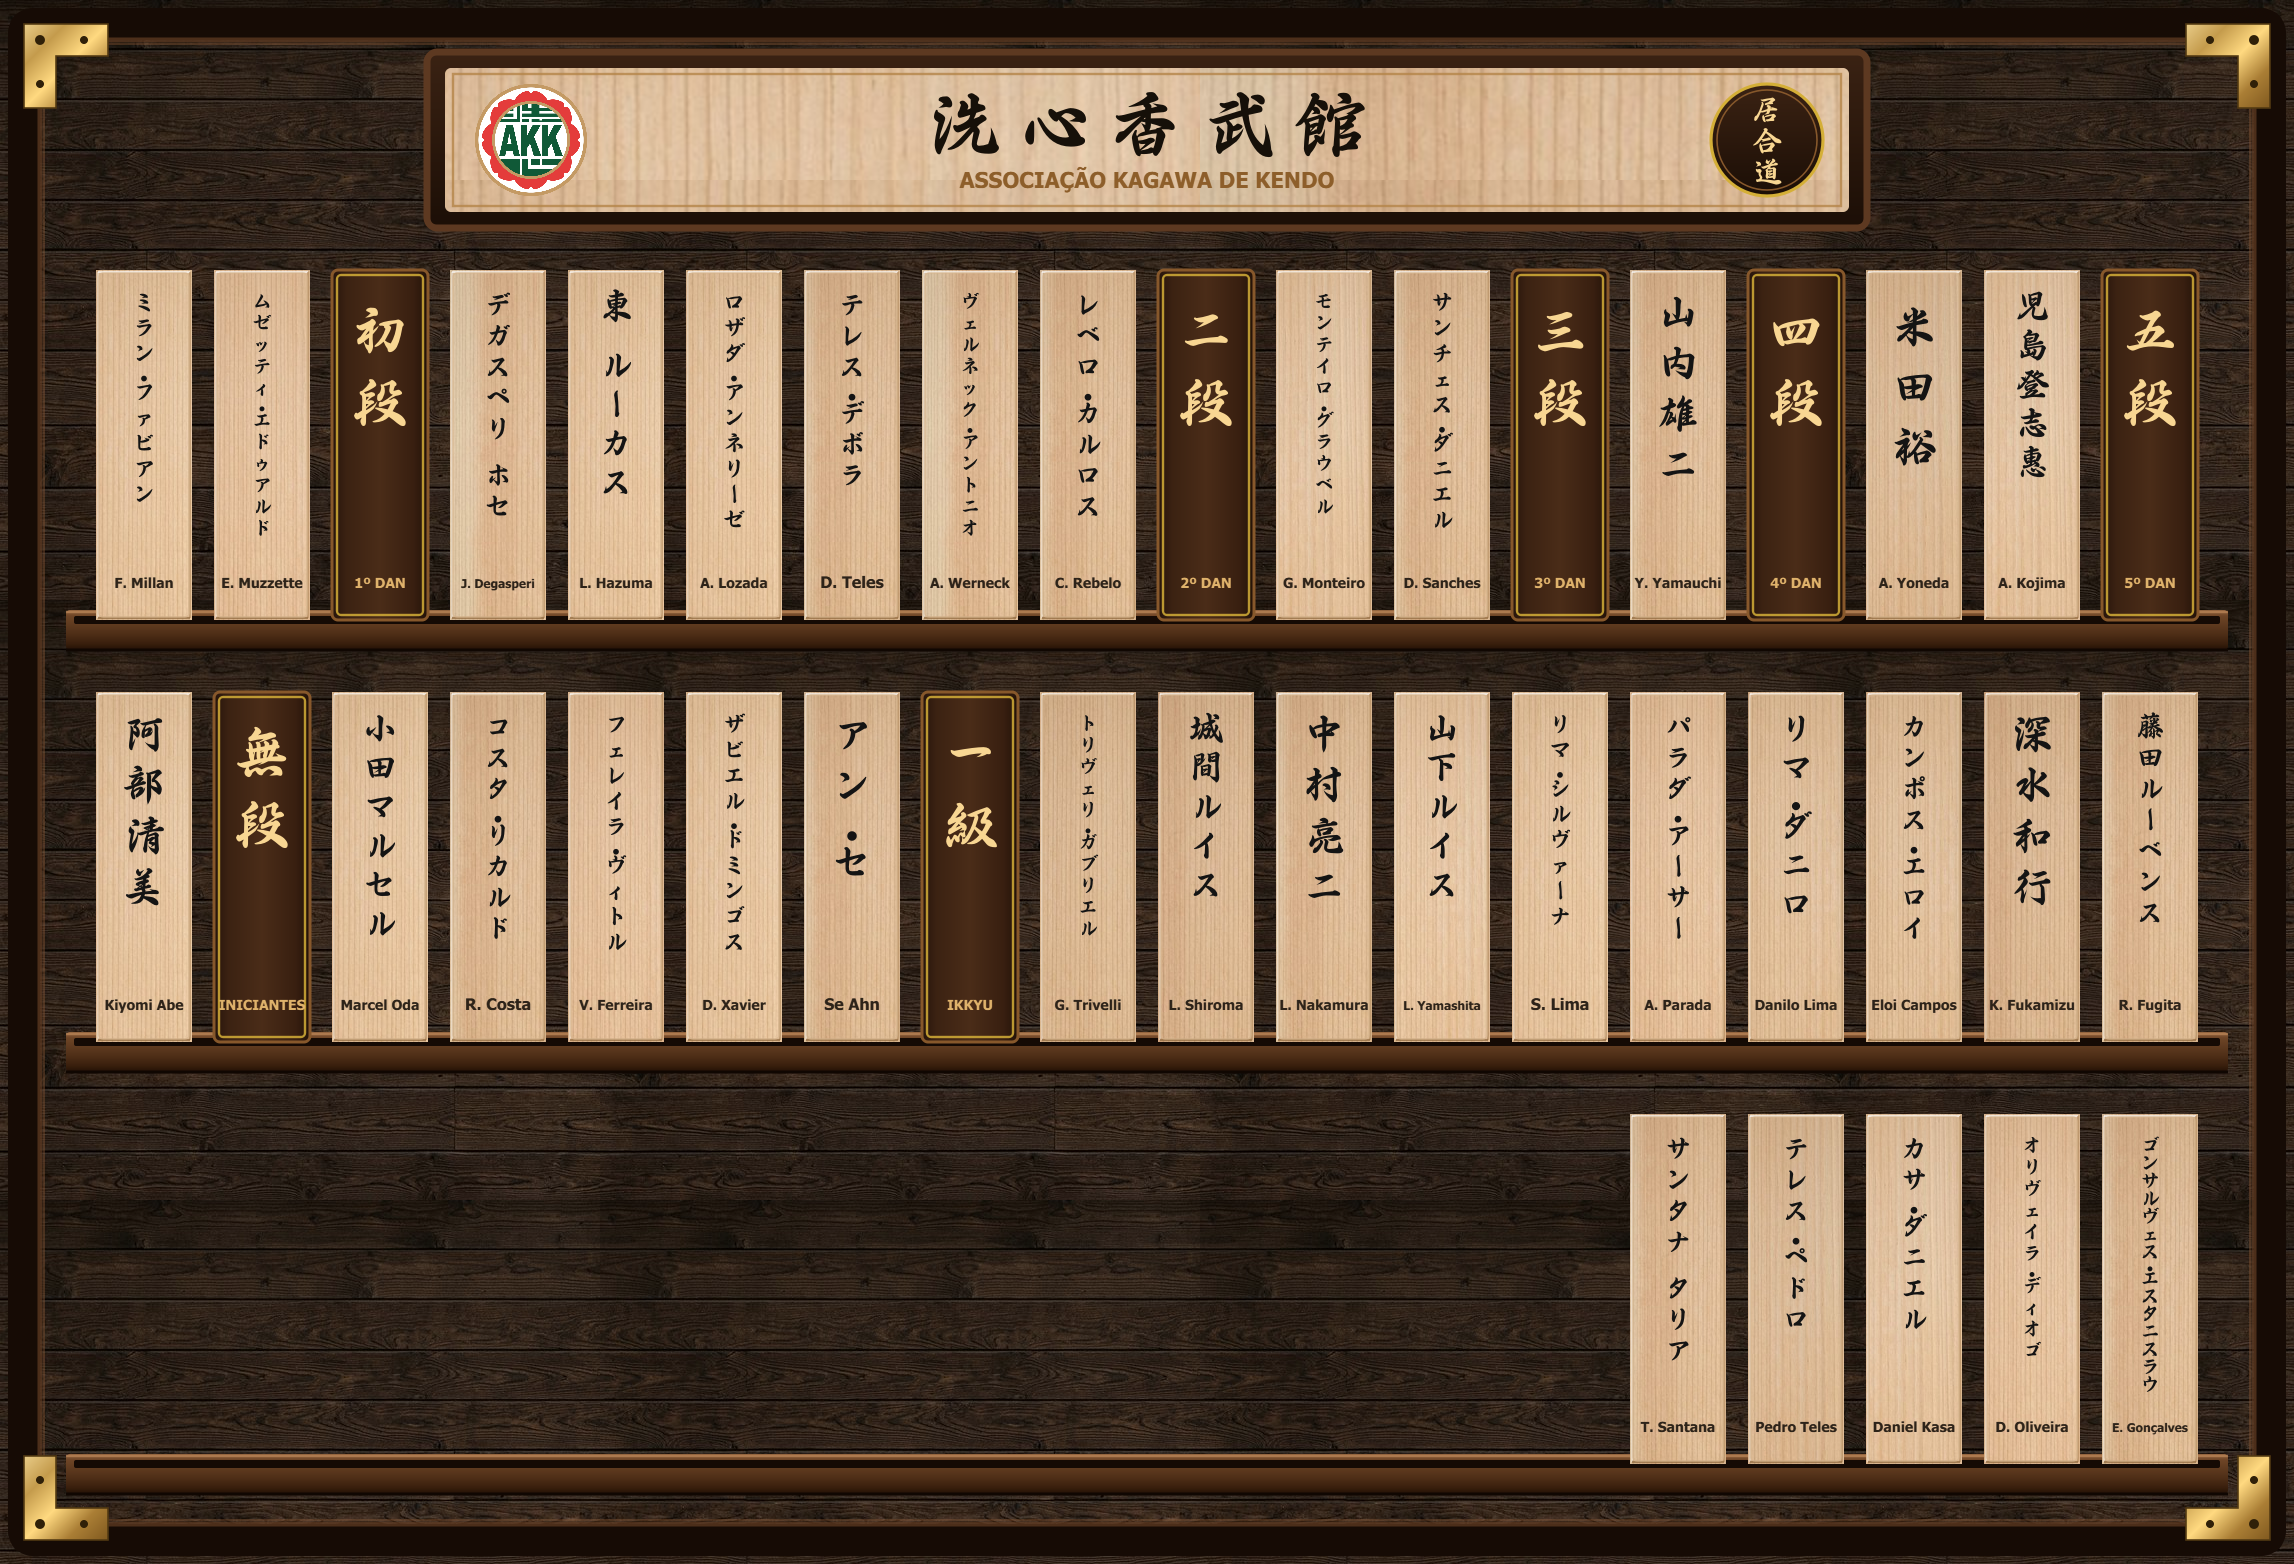 AKK
洗心香武館
ASSOCIAÇÃO KAGAWA DE KENDO
居合道
五段
5º DAN
児島登志惠
A. Kojima
米田裕
A. Yoneda
四段
4º DAN
山内雄二
Y. Yamauchi
三段
3º DAN
サンチェス・ダニエル
D. Sanches
モンテイロ・グラウベル
G. Monteiro
二段
2º DAN
レベロ・カルロス
C. Rebelo
ヴェルネック・アントニオ
A. Werneck
テレス・デボラ
D. Teles
ロザダ・アンネリーゼ
A. Lozada
東 ルーカス
L. Hazuma
デガスペリ ホセ
J. Degasperi
初段
1º DAN
ムゼッティ・エドゥアルド
E. Muzzette
ミラン・ファビアン
F. Millan
藤田ルーベンス
R. Fugita
深水和行
K. Fukamizu
カンポス・エロイ
Eloi Campos
リマ・ダニロ
Danilo Lima
パラダ・アーサー
A. Parada
リマ・シルヴァーナ
S. Lima
山下ルイス
L. Yamashita
中村亮二
L. Nakamura
城間ルイス
L. Shiroma
トリヴェリ・ガブリエル
G. Trivelli
一級
IKKYU
アン・セ
Se Ahn
ザビエル・ドミンゴス
D. Xavier
フェレイラ・ヴィトル
V. Ferreira
コスタ・リカルド
R. Costa
小田マルセル
Marcel Oda
無段
INICIANTES
阿部清美
Kiyomi Abe
ゴンサルヴェス・エスタニスラウ
E. Gonçalves
オリヴェイラ・ディオゴ
D. Oliveira
カサ・ダニエル
Daniel Kasa
テレス・ペドロ
Pedro Teles
サンタナ タリア
T. Santana